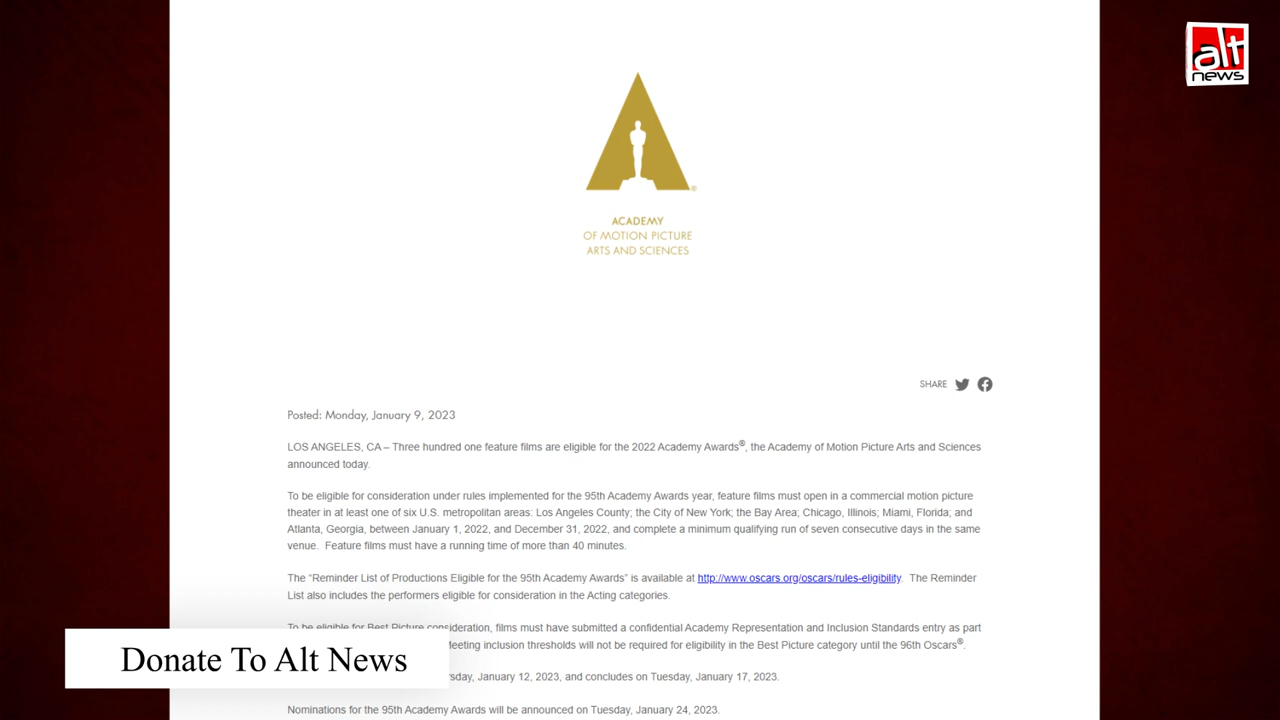 alt
news
ACADEMY
OF MOTION PICTURE
ARTS AND SCIENCES
SHARE
Posted: Monday, January 9, 2023
LOS ANGELES, CA – Three hundred one feature films are eligible for the 2022 Academy Awards®, the Academy of Motion Picture Arts and Sciences
announced today.
To be eligible for consideration under rules implemented for the 95th Academy Awards year, feature films must open in a commercial motion picture
theater in at least one of six U.S. metropolitan areas: Los Angeles County; the City of New York; the Bay Area; Chicago, Illinois; Miami, Florida; and
Atlanta, Georgia, between January 1, 2022, and December 31, 2022, and complete a minimum qualifying run of seven consecutive days in the same
venue. Feature films must have a running time of more than 40 minutes.
The “Reminder List of Productions Eligible for the 95th Academy Awards” is available at http://www.oscars.org/oscars/rules-eligibility. The Reminder
List also includes the performers eligible for consideration in the Acting categories.
To be eligible for Best Picture consideration, films must have submitted a confidential Academy Representation and Inclusion Standards entry as part
Meeting inclusion thresholds will not be required for eligibility in the Best Picture category until the 96th Oscars®.
Donate To Alt News
January 12, 2023, and concludes on Tuesday, January 17, 2023.
Nominations for the 95th Academy Awards will be announced on Tuesday, January 24, 2023.